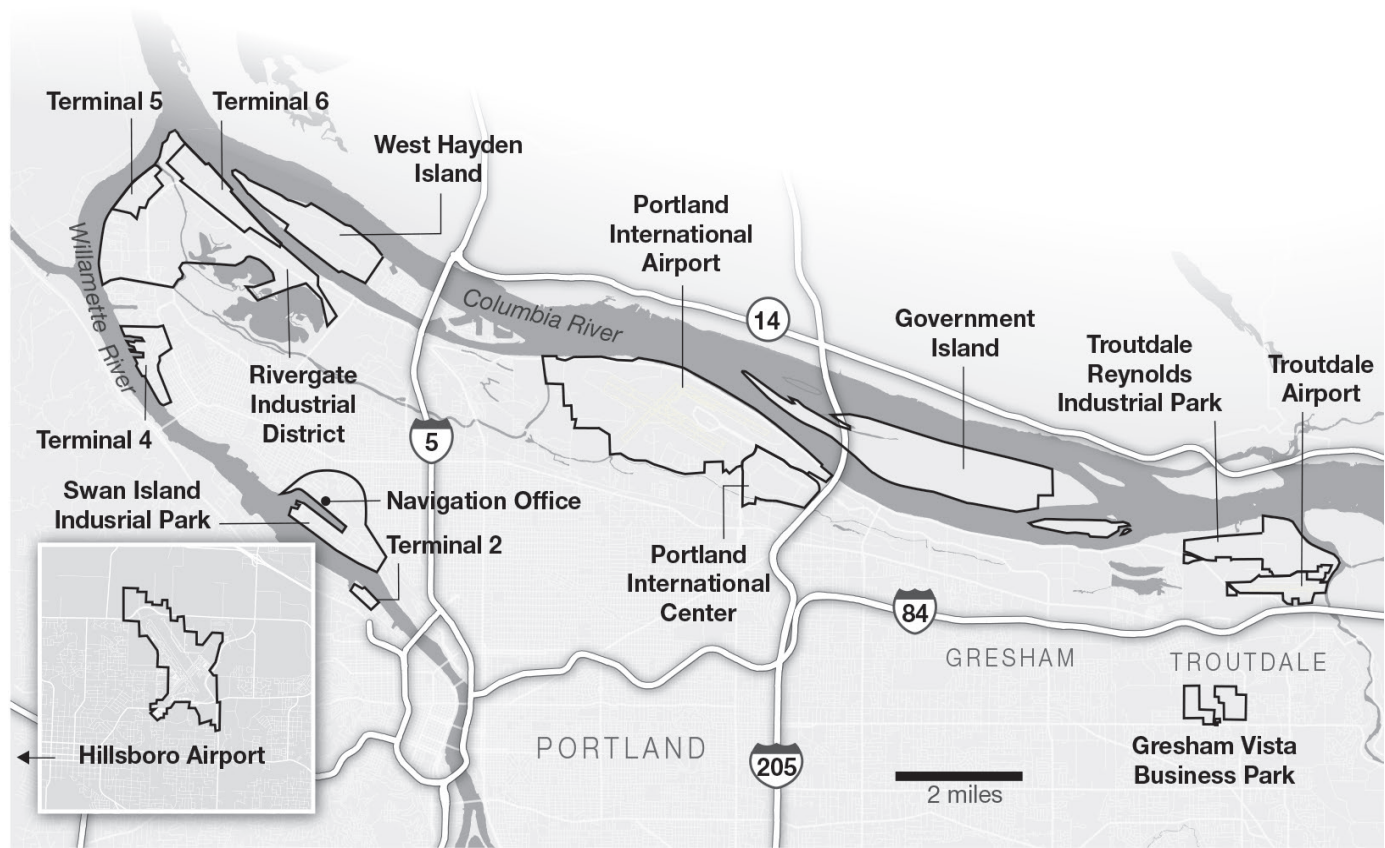 Terminal 5
Terminal 6
West Hayden
Island
Portland
International
Airport
Willamette River
Columbia River
14
Government
Island
Troutdale
Reynolds
Industrial Park
Troutdale
Airport
Rivergate
Industrial
District
Terminal 4
5
Swan Island
Indusrial Park
Navigation Office
Terminal 2
Portland
International
Center
84
GRESHAM
TROUTDALE
Hillsboro Airport
PORTLAND
205
2 miles
Gresham Vista
Business Park